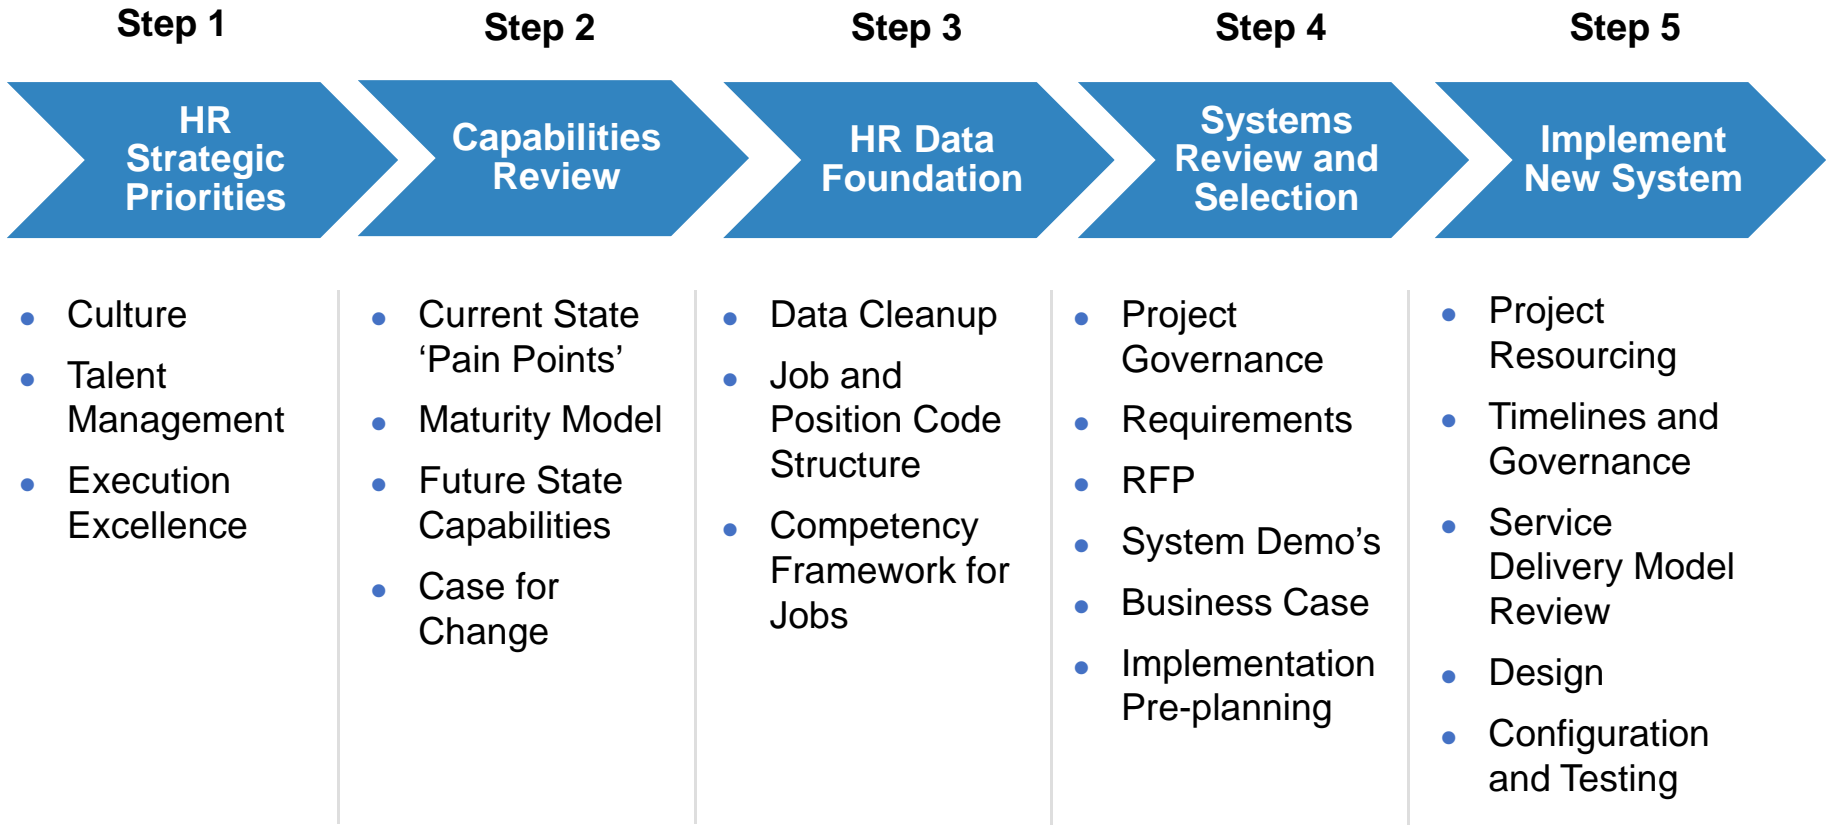 Step 1
Step 2
Step 3
Step 4
Step 5
HR
Strategic
Priorities
Capabilities
Review
HR Data
Foundation
Systems
Review and
Selection
Implement
New System
Culture
Talent
Management
Execution
Excellence
Current State
‘Pain Points’
Maturity Model
Future State
Capabilities
Case for
Change
Data Cleanup
Job and
Position Code
Structure
Competency
Framework for
Jobs
Project
Governance
Requirements
RFP
System Demo’s
Business Case
Implementation
Pre-planning
Project
Resourcing
Timelines and
Governance
Service
Delivery Model
Review
Design
Configuration
and Testing